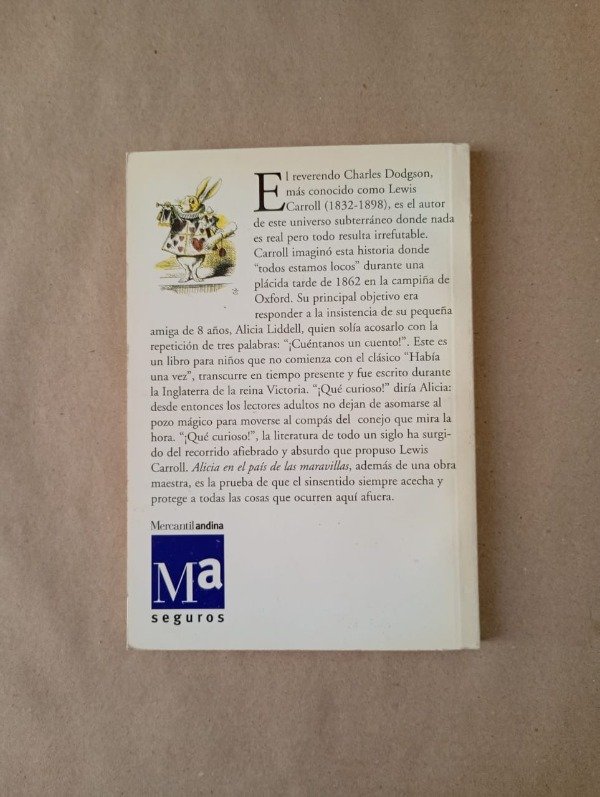 El reverendo Charles Dodgson,
más conocido como Lewis
Carroll (1832-1898), es el autor
de este universo subterráneo donde nada
es real pero todo resulta irrefutable.
Carroll imaginó esta historia donde
“todos estamos locos” durante una
plácida tarde de 1862 en la campiña de
Oxford. Su principal objetivo era
responder a la insistencia de su pequeña
amiga de 8 años, Alicia Liddell, quien solía acosarlo con la
repetición de tres palabras: “¡Cuéntanos un cuento!”. Este es
un libro para niños que no comienza con el clásico “Había
una vez”, transcurre en tiempo presente y fue escrito durante
la Inglaterra de la reina Victoria. “¡Qué curioso!” diría Alicia:
desde entonces los lectores adultos no dejan de asomarse al
pozo mágico para moverse al compás del conejo que mira la
hora. “¡Qué curioso!”, la literatura de todo un siglo ha surgi-
do del recorrido afiebrado y absurdo que propuso Lewis
Carroll. Alicia en el país de las maravillas, además de una obra
maestra, es la prueba de que el sinsentido siempre acecha y
protege a todas las cosas que ocurren aquí afuera.
Mercantil andina
Ma
seguros